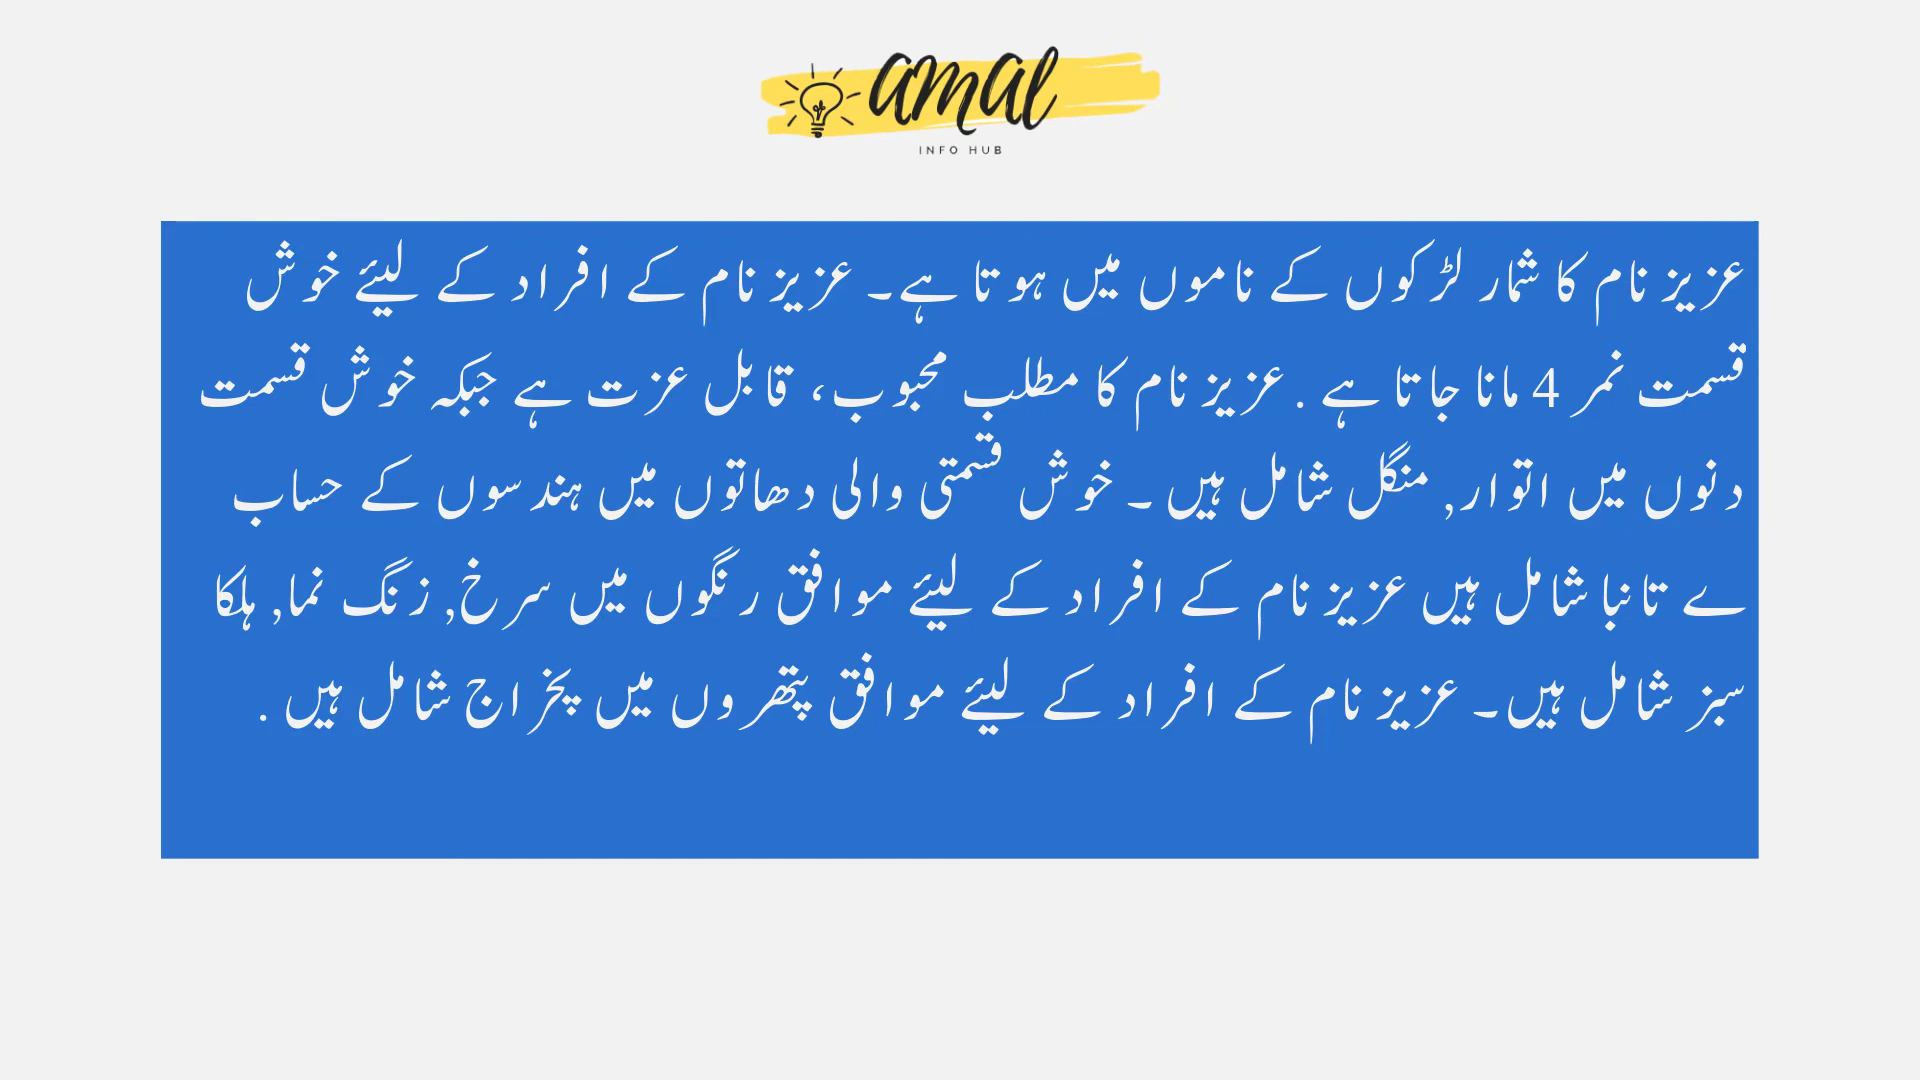 amal
INFO HUB
عزیز نام کا شمار لڑکوں کے ناموں میں ہوتا ہے۔ عزیز نام کے افراد کے لیئے خوش
قسمت نمر 4 مانا جاتا ہے . عزیز نام کا مطلب محبوب، قابل عزت ہے جبکہ خوش قسمت
دنوں میں اتوار, منگل شامل ہیں ۔ خوش قسمتی والی دھاتوں میں ہندسوں کے حساب
ے تانبا شامل ہیں عزیز نام کے افراد کے لیئے موافق رنگوں میں سرخ, زنگ نما, ہلکا
سبز شامل ہیں۔ عزیز نام کے افراد کے لیئے موافق پتھروں میں پخراج شامل ہیں .